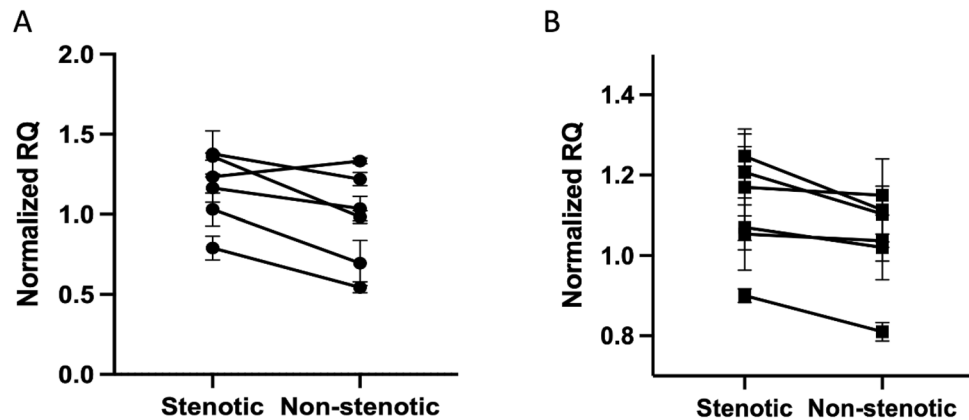 A
Normalized RQ
2.0
1.5
1.0
0.5
0.0
Stenotic Non-stenotic
B
Normalized RQ
1.4
1.2
1.0
0.8
Stenotic Non-stenotic